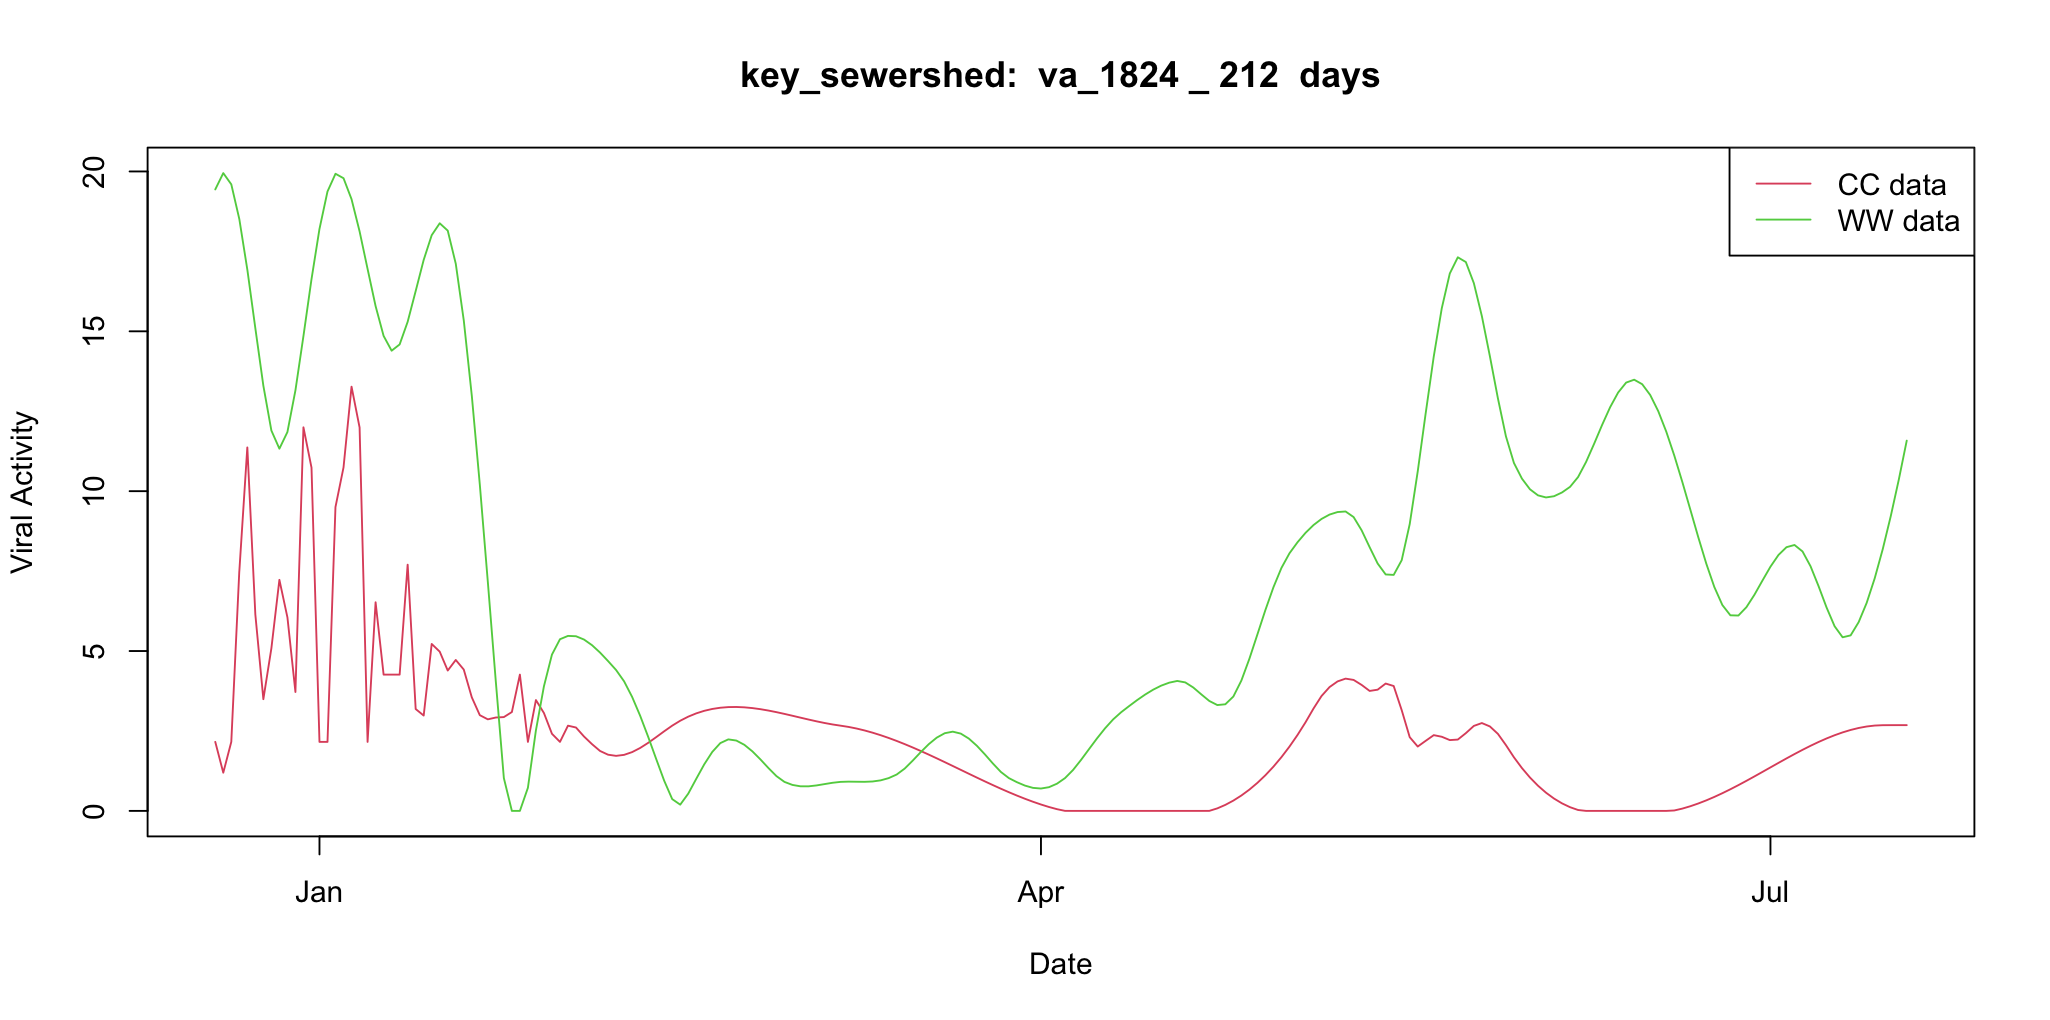 key_sewershed:  va_1824 _ 212  days
CC data
WW data
Viral Activity
20
15
10
5
0
Jan
Apr
Jul
Date